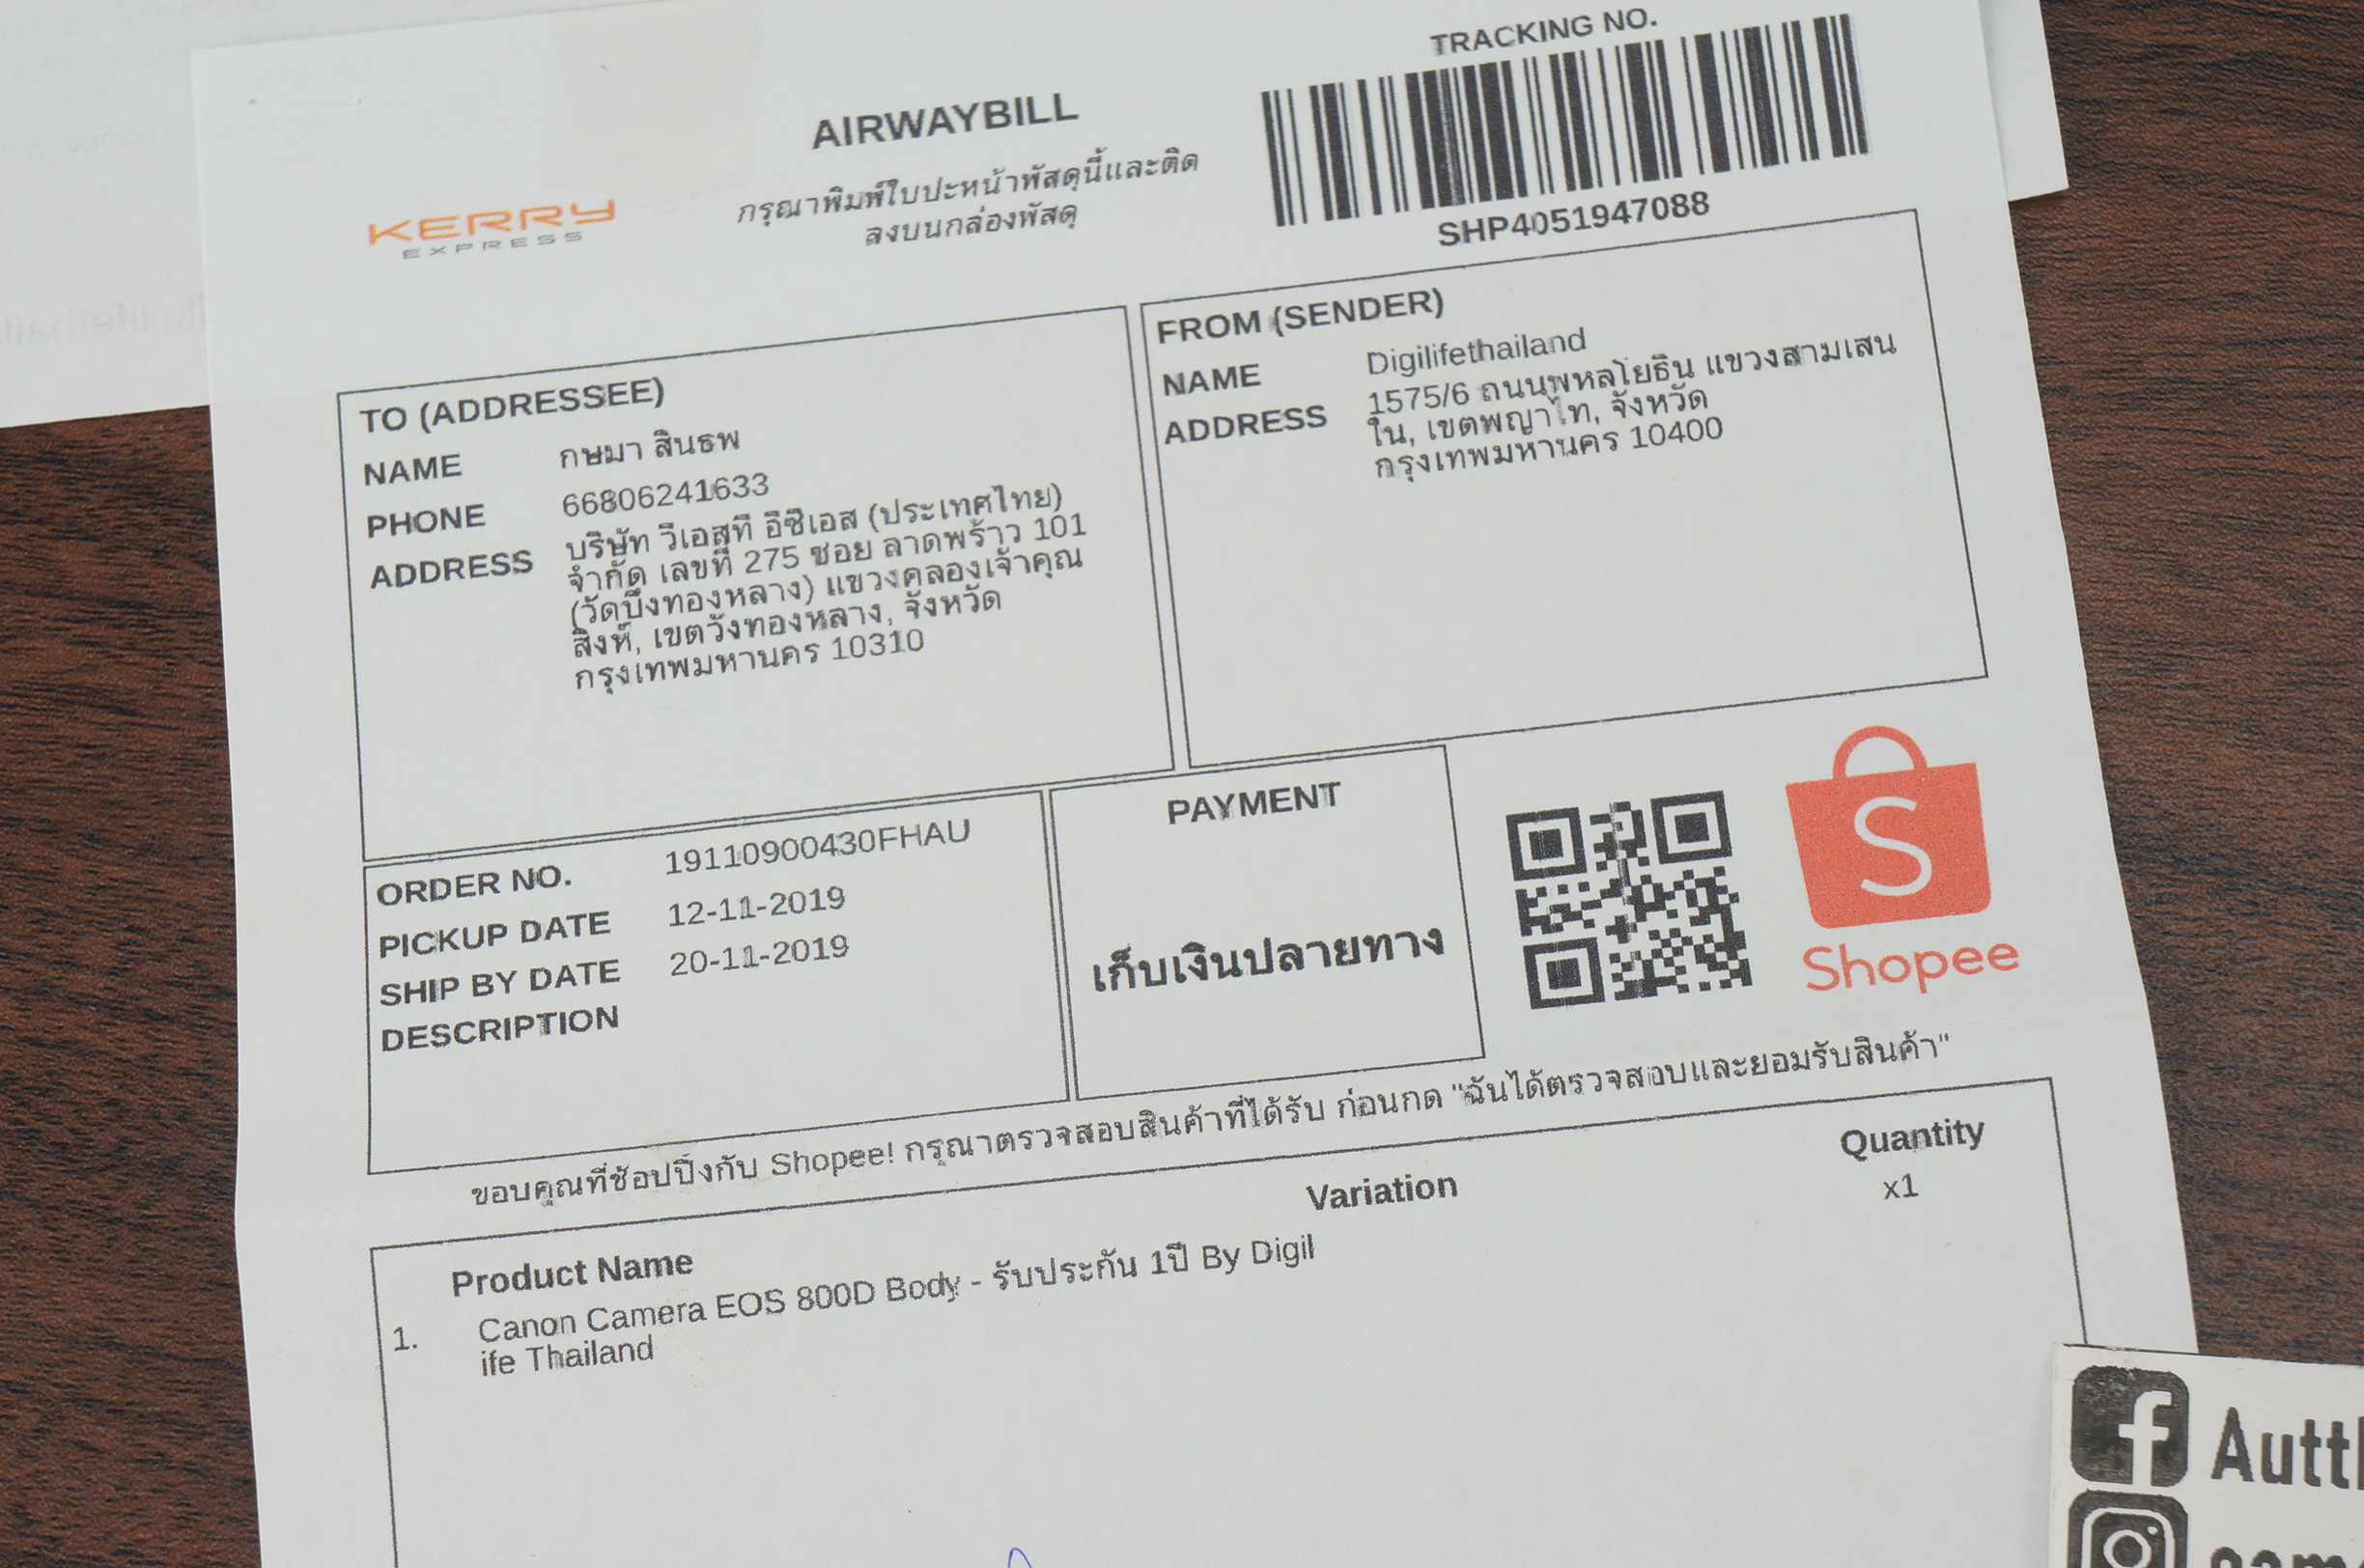 TRACKING NO.
AIRWAYBILL
กรุณาพิมพ์ใบปะหน้าพัสดุนี้และติด
ลงบนกล่องพัสดุ
KERRY
EXPRESS
SHP4051947088
TO (ADDRESSEE)
NAME กษมา สินธพ
PHONE 66806241633
ADDRESS บริษัท วีเอสที อีซีเอส (ประเทศไทย)
จำกัด เลขที่ 275 ซอย ลาดพร้าว 101
(วัดบึงทองหลาง) แขวงคลองเจ้าคุณ
สิงห์, เขตวังทองหลาง, จังหวัด
กรุงเทพมหานคร 10310
FROM (SENDER)
NAME Digilifethailand
ADDRESS 1575/6 ถนนพหลโยธิน แขวงสามเสน
ใน, เขตพญาไท, จังหวัด
กรุงเทพมหานคร 10400
ORDER NO. 19110900430FHAU
PICKUP DATE 12-11-2019
SHIP BY DATE 20-11-2019
DESCRIPTION
PAYMENT
เก็บเงินปลายทาง
S
Shopee
ขอบคุณที่ช้อปปิ้งกับ Shopee! กรุณาตรวจสอบสินค้าที่ได้รับ ก่อนกด "ฉันได้ตรวจสอบและยอมรับสินค้า"
Product Name Variation Quantity
1. Canon Camera EOS 800D Body - รับประกัน 1ปี By Digil x1
ife Thailand